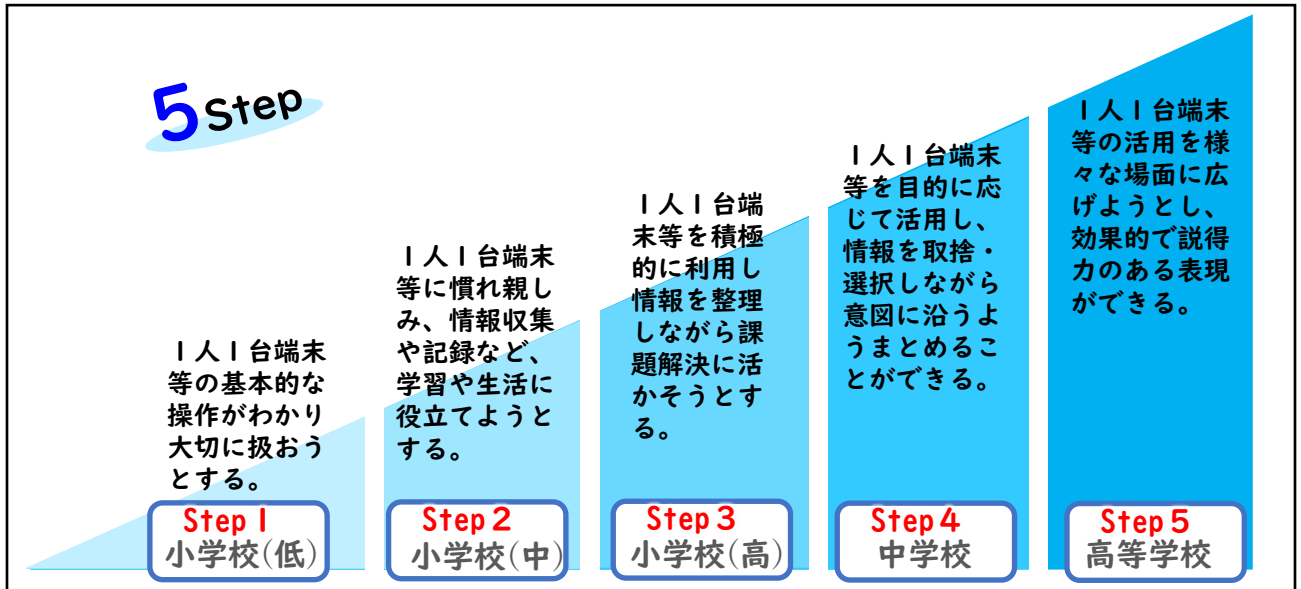 5 Step
1人1台端末
等の基本的な
操作がわかり
大切に扱おう
とする。
Step 1
小学校(低)
1人1台端末
等に慣れ親し
み、情報収集
や記録など、
学習や生活に
役立てようと
する。
Step 2
小学校(中)
1人1台端
末等を積極
的に利用し
情報を整理
しながら課
題解決に活
かそうとす
る。
Step 3
小学校(高)
1人1台端末
等を目的に応
じて活用し、
情報を取捨・
選択しながら
意図に沿うよ
うまとめるこ
とができる。
Step 4
中学校
1人1台端末
等の活用を様
々な場面に広
げようとし、
効果的で説得
力のある表現
ができる。
Step 5
高等学校